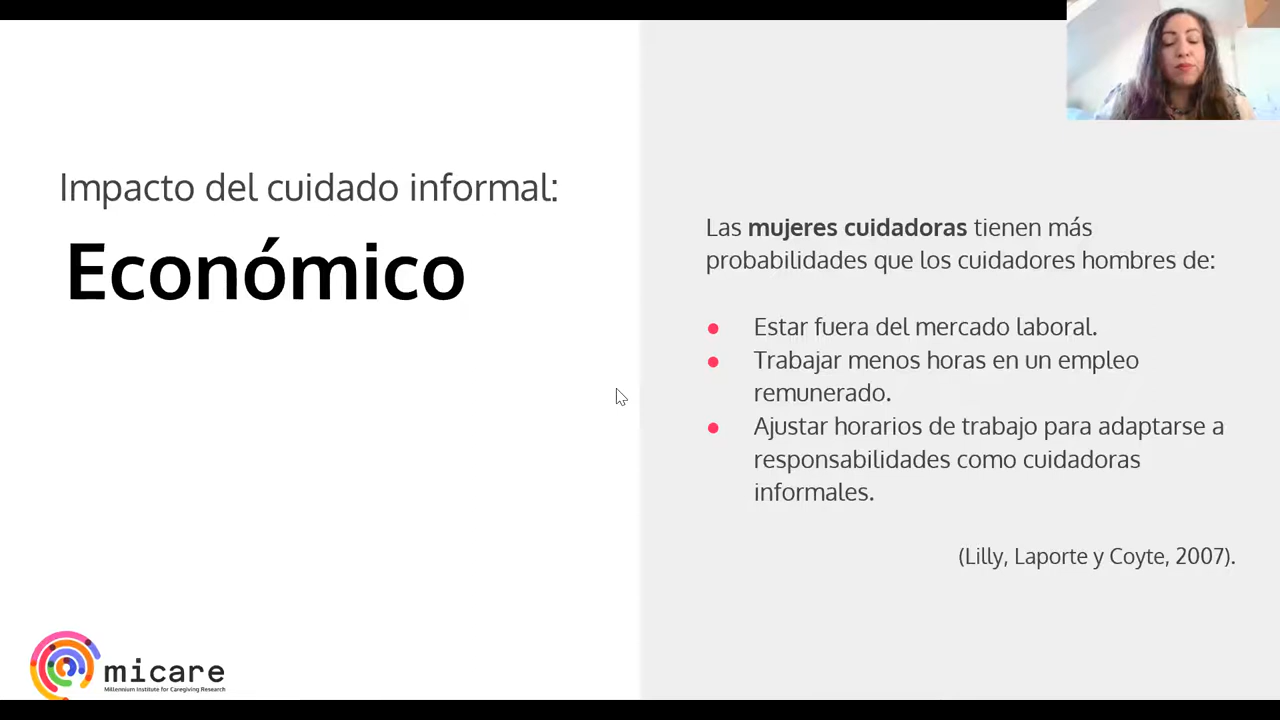 Impacto del cuidado informal:
Económico
Las mujeres cuidadoras tienen más
probabilidades que los cuidadores hombres de:
● Estar fuera del mercado laboral.
● Trabajar menos horas en un empleo
remunerado.
● Ajustar horarios de trabajo para adaptarse a
responsabilidades como cuidadoras
informales.
(Lilly, Laporte y Coyte, 2007).
micare
Millennium Institute for Caregiving Research